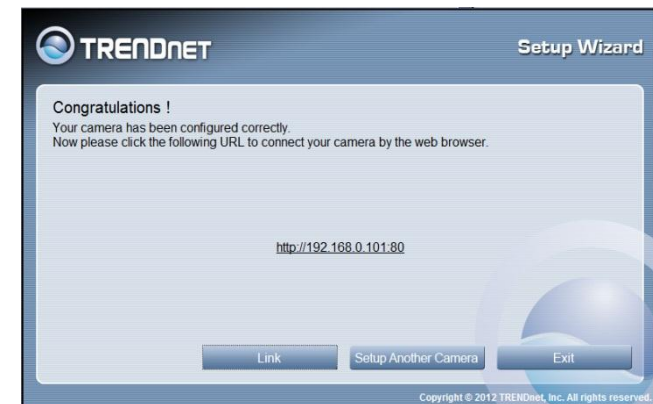 TRENDNET
Setup Wizard
Congratulations !
Your camera has been configured correctly.
Now please click the following URL to connect your camera by the web browser.
http://192.168.0.101:80
Link
Setup Another Camera
Exit
Copyright © 2012 TRENDnet, Inc. All rights reserved.